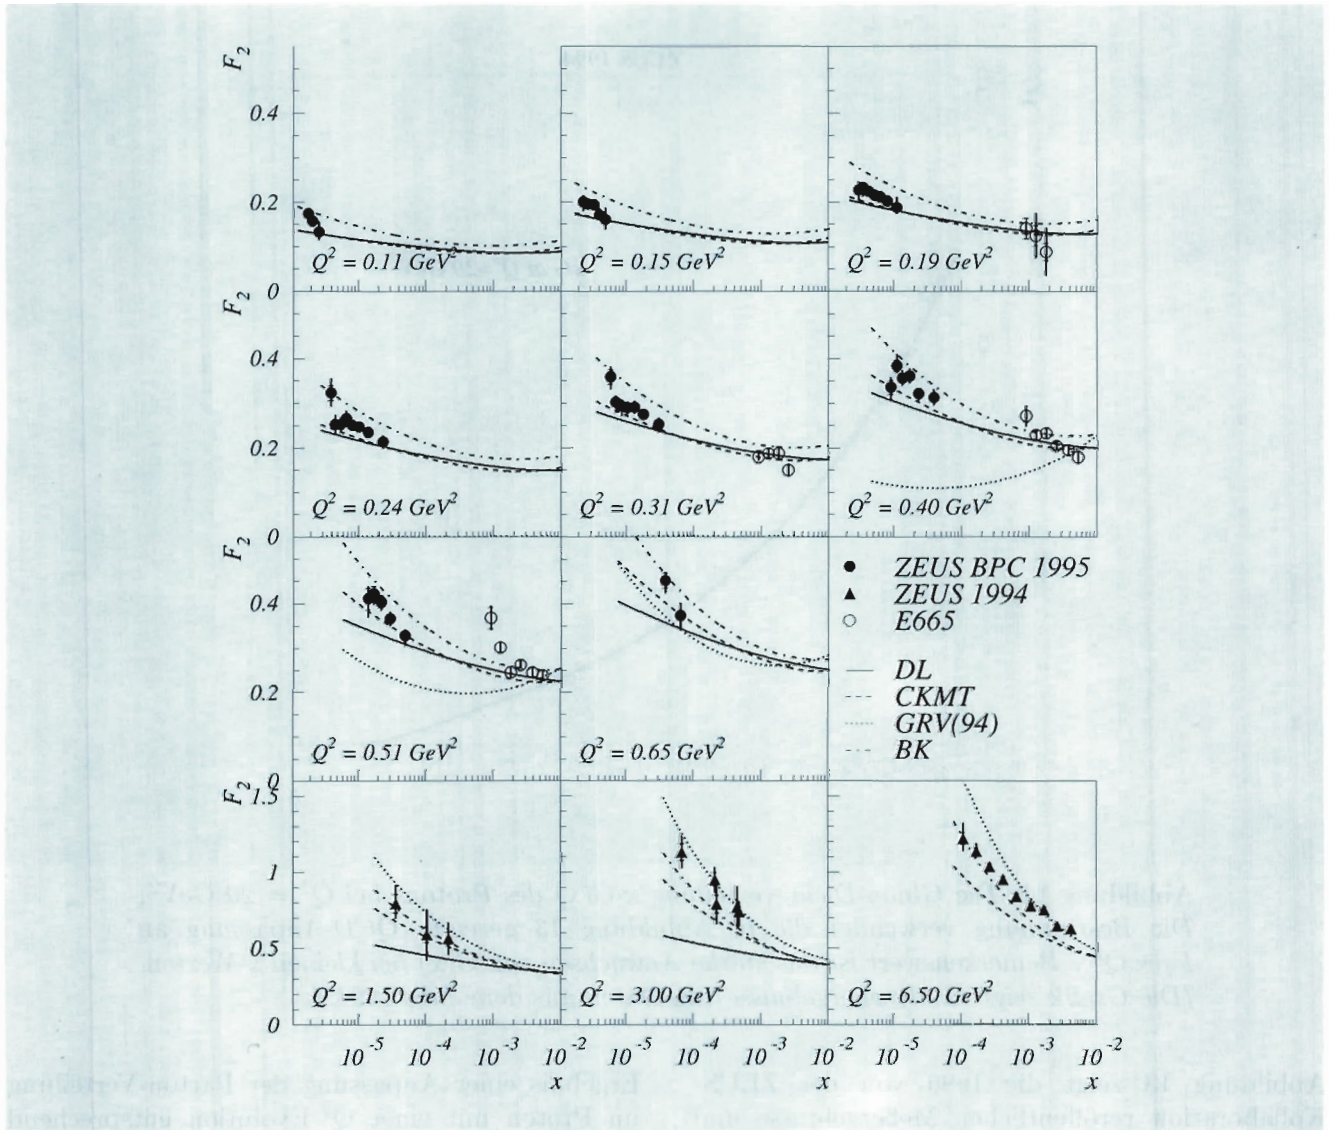 F2
0.4
0.2
0
Q² = 0.11 GeV²
Q² = 0.15 GeV²
Q² = 0.19 GeV²
F2
0.4
0.2
0
Q² = 0.24 GeV²
Q² = 0.31 GeV²
Q² = 0.40 GeV²
F2
0.4
0.2
0
Q² = 0.51 GeV²
Q² = 0.65 GeV²
ZEUS BPC 1995
ZEUS 1994
E665
DL
CKMT
GRV(94)
BK
F2
1.5
1
0.5
0
Q² = 1.50 GeV²
Q² = 3.00 GeV²
Q² = 6.50 GeV²
10⁻⁵ 10⁻⁴ 10⁻³ 10⁻² 10⁻⁵ 10⁻⁴ 10⁻³ 10⁻² 10⁻⁵ 10⁻⁴ 10⁻³ 10⁻²
x x x